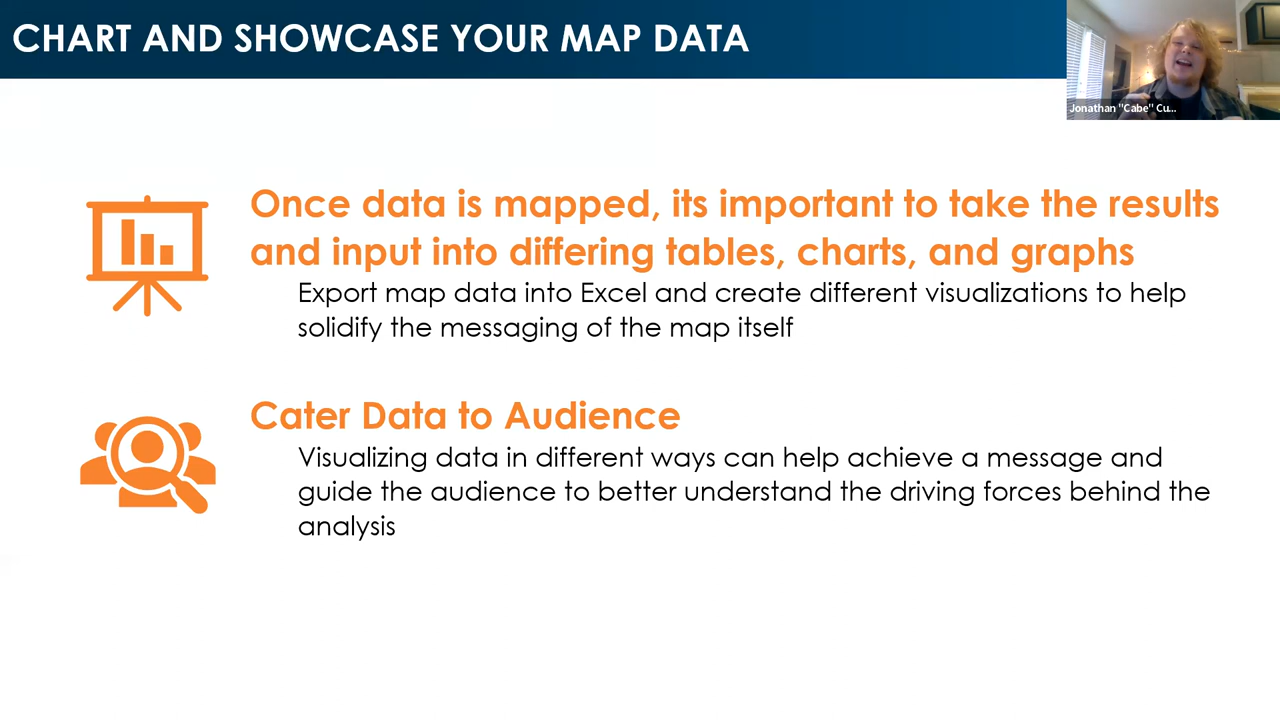 CHART AND SHOWCASE YOUR MAP DATA
Jonathan "Cabe" Cu...
Once data is mapped, its important to take the results
and input into differing tables, charts, and graphs
Export map data into Excel and create different visualizations to help
solidify the messaging of the map itself
Cater Data to Audience
Visualizing data in different ways can help achieve a message and
guide the audience to better understand the driving forces behind the
analysis